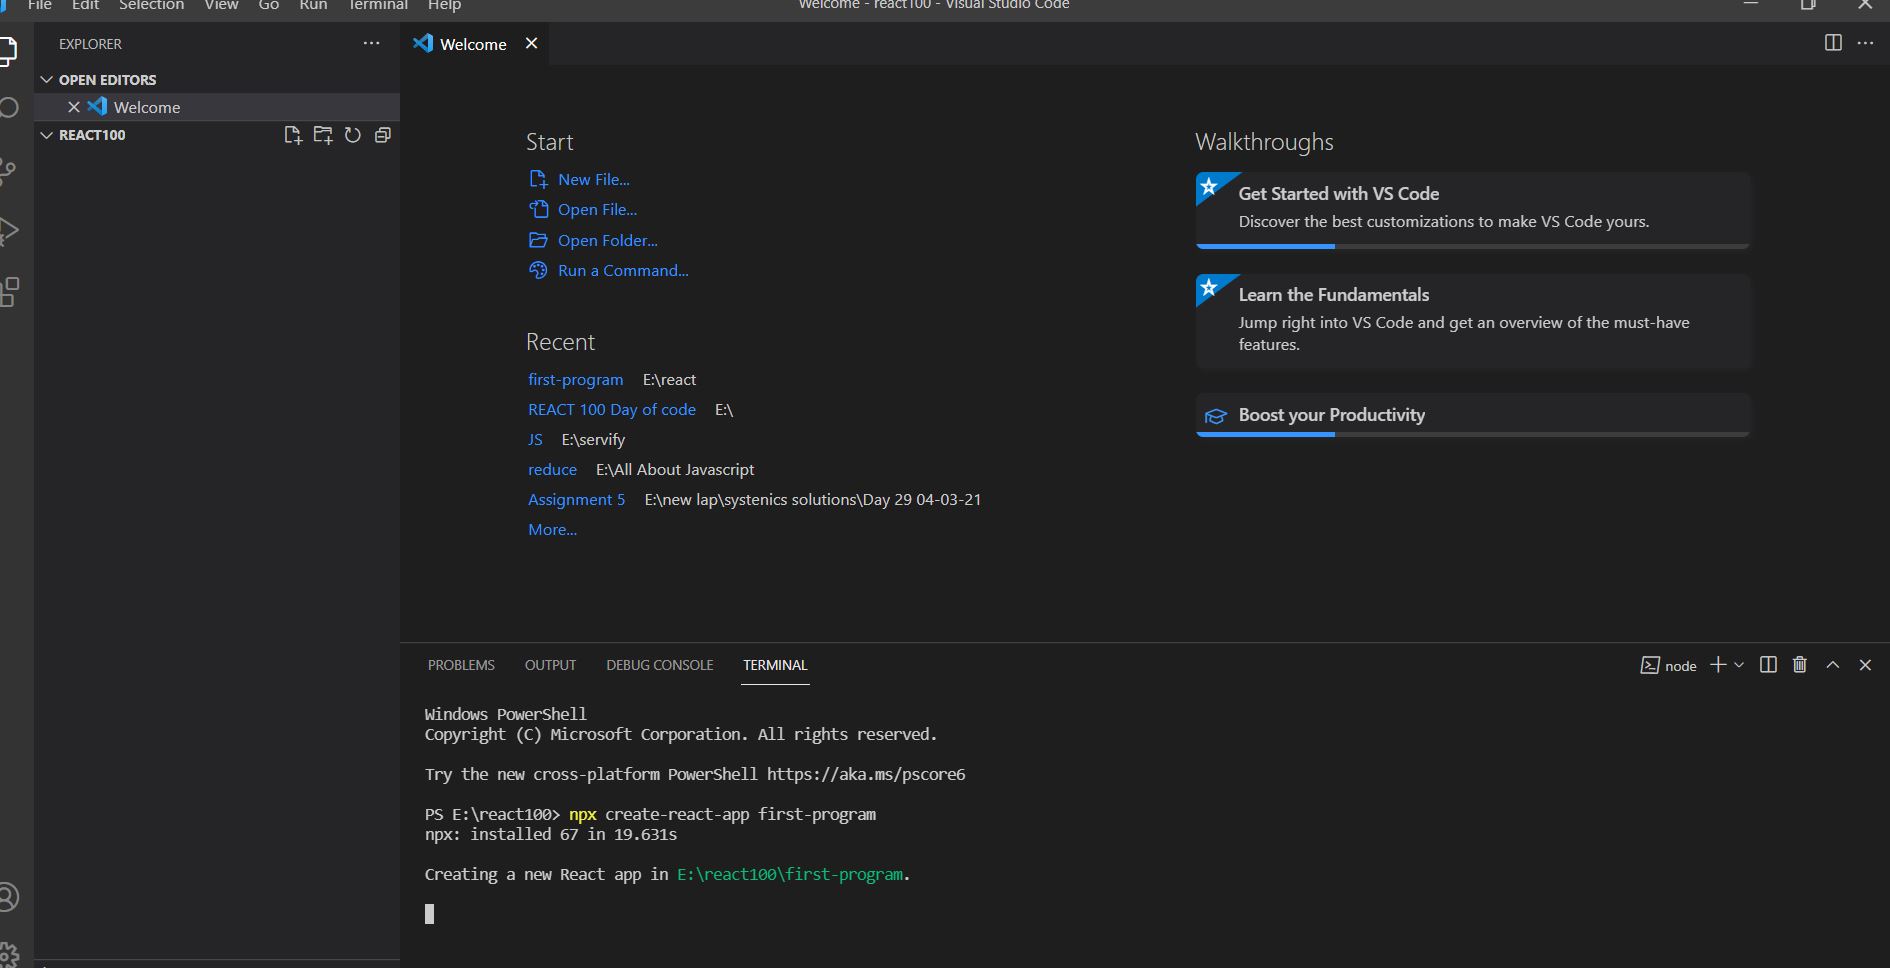 File Edit Selection View Go Run Terminal Help
Welcome - react100 - Visual Studio Code
EXPLORER
Welcome
OPEN EDITORS
Welcome
REACT100
Start
New File...
Open File...
Open Folder...
Run a Command...
Recent
first-program E:\react
REACT 100 Day of code E:\
JS E:\servify
reduce E:\All About Javascript
Assignment 5 E:\new lap\systenics solutions\Day 29 04-03-21
More...
Walkthroughs
Get Started with VS Code
Discover the best customizations to make VS Code yours.
Learn the Fundamentals
Jump right into VS Code and get an overview of the must-have
features.
Boost your Productivity
PROBLEMS OUTPUT DEBUG CONSOLE TERMINAL
node
Windows PowerShell
Copyright (C) Microsoft Corporation. All rights reserved.
Try the new cross-platform PowerShell https://aka.ms/pscore6
PS E:\react100> npx create-react-app first-program
npx: installed 67 in 19.631s
Creating a new React app in E:\react100\first-program.